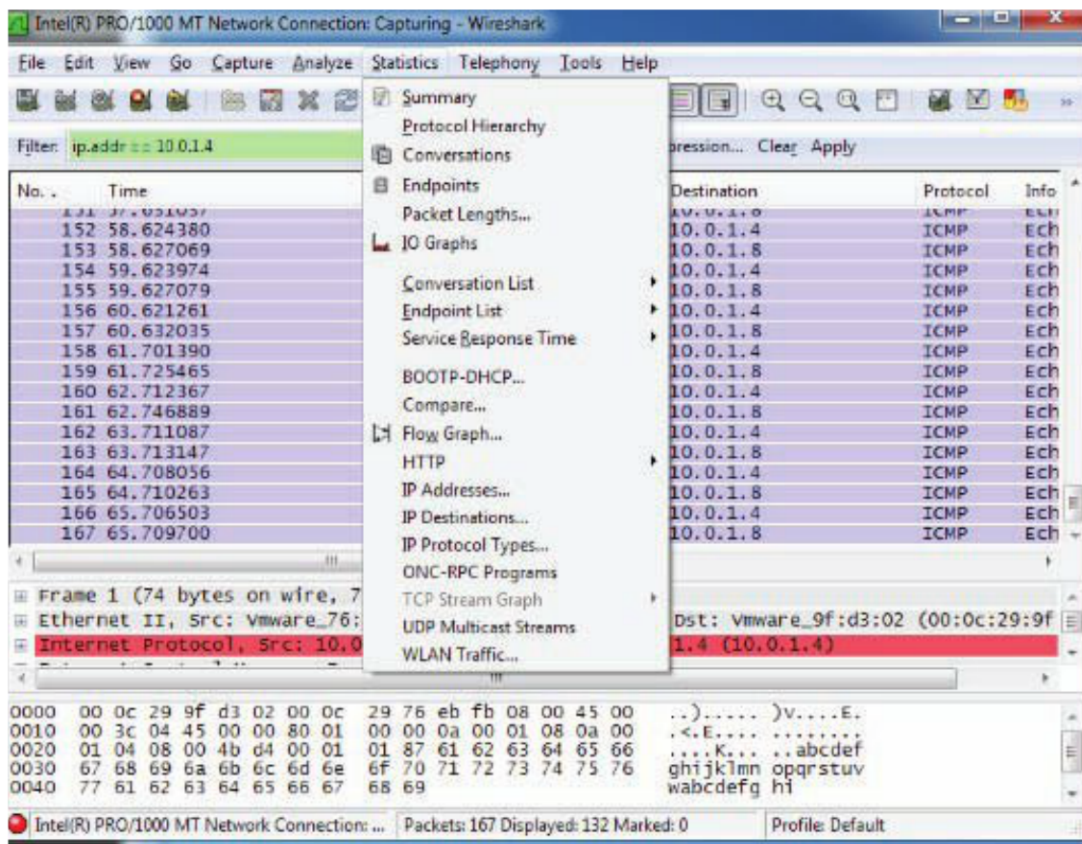 Intel(R) PRO/1000 MT Network Connection: Capturing - Wireshark
File Edit View Go Capture Analyze Statistics Telephony Tools Help
Filter: ip.addr == 10.0.1.4
pression... Clear Apply
Summary
Protocol Hierarchy
Conversations
Endpoints
Packet Lengths...
IO Graphs
Conversation List
Endpoint List
Service Response Time
BOOTP-DHCP...
Compare...
Flow Graph...
HTTP
IP Addresses...
IP Destinations...
IP Protocol Types...
ONC-RPC Programs
TCP Stream Graph
UDP Multicast Streams
WLAN Traffic...
No. . Time Destination Protocol Info
151 57.651057 10.0.1.8 ICMP Ech
152 58.624380 10.0.1.4 ICMP Ech
153 58.627069 10.0.1.8 ICMP Ech
154 59.623974 10.0.1.4 ICMP Ech
155 59.627079 10.0.1.8 ICMP Ech
156 60.621261 10.0.1.4 ICMP Ech
157 60.632035 10.0.1.8 ICMP Ech
158 61.701390 10.0.1.4 ICMP Ech
159 61.725465 10.0.1.8 ICMP Ech
160 62.712367 10.0.1.4 ICMP Ech
161 62.746889 10.0.1.8 ICMP Ech
162 63.711087 10.0.1.4 ICMP Ech
163 63.713147 10.0.1.8 ICMP Ech
164 64.708056 10.0.1.4 ICMP Ech
165 64.710263 10.0.1.8 ICMP Ech
166 65.706503 10.0.1.4 ICMP Ech
167 65.709700 10.0.1.8 ICMP Ech
Frame 1 (74 bytes on wire, 7
Ethernet II, Src: Vmware_76: Dst: Vmware_9f:d3:02 (00:0c:29:9f
Internet Protocol, Src: 10.0 1.4 (10.0.1.4)
0000 00 0c 29 9f d3 02 00 0c 29 76 eb fb 08 00 45 00 ..)..... )v....E.
0010 00 3c 04 45 00 00 80 01 00 00 0a 00 01 08 0a 00 .<.E.... ........
0020 01 04 08 00 4b d4 00 01 01 87 61 62 63 64 65 66 ....K... ..abcdef
0030 67 68 69 6a 6b 6c 6d 6e 6f 70 71 72 73 74 75 76 ghijklmn opqrstuv
0040 77 61 62 63 64 65 66 67 68 69 wabcdefg hi
Intel(R) PRO/1000 MT Network Connection: ... Packets: 167 Displayed: 132 Marked: 0 Profile: Default